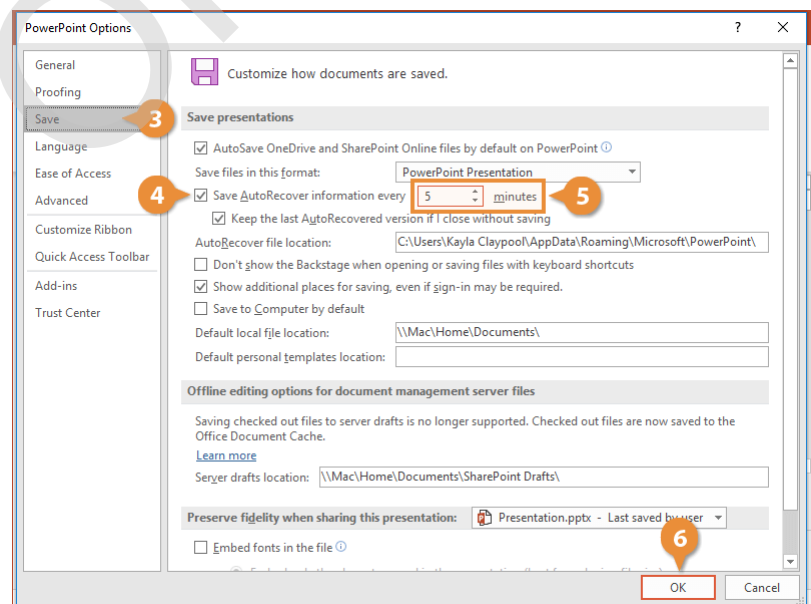 PowerPoint Options
?
General
Proofing
Save
3
Language
Ease of Access
Advanced
Customize Ribbon
Quick Access Toolbar
Add-ins
Trust Center
Customize how documents are saved.
Save presentations
AutoSave OneDrive and SharePoint Online files by default on PowerPoint
Save files in this format: PowerPoint Presentation
4 Save AutoRecover information every 5 minutes 5
Keep the last AutoRecovered version if I close without saving
AutoRecover file location: C:\Users\Kayla Claypool\AppData\Roaming\Microsoft\PowerPoint\
Don't show the Backstage when opening or saving files with keyboard shortcuts
Show additional places for saving, even if sign-in may be required.
Save to Computer by default
Default local file location: \\Mac\Home\Documents\
Default personal templates location:
Offline editing options for document management server files
Saving checked out files to server drafts is no longer supported. Checked out files are now saved to the
Office Document Cache.
Learn more
Server drafts location: \\Mac\Home\Documents\SharePoint Drafts\
Preserve fidelity when sharing this presentation: Presentation.pptx - Last saved by user
Embed fonts in the file
6
OK Cancel